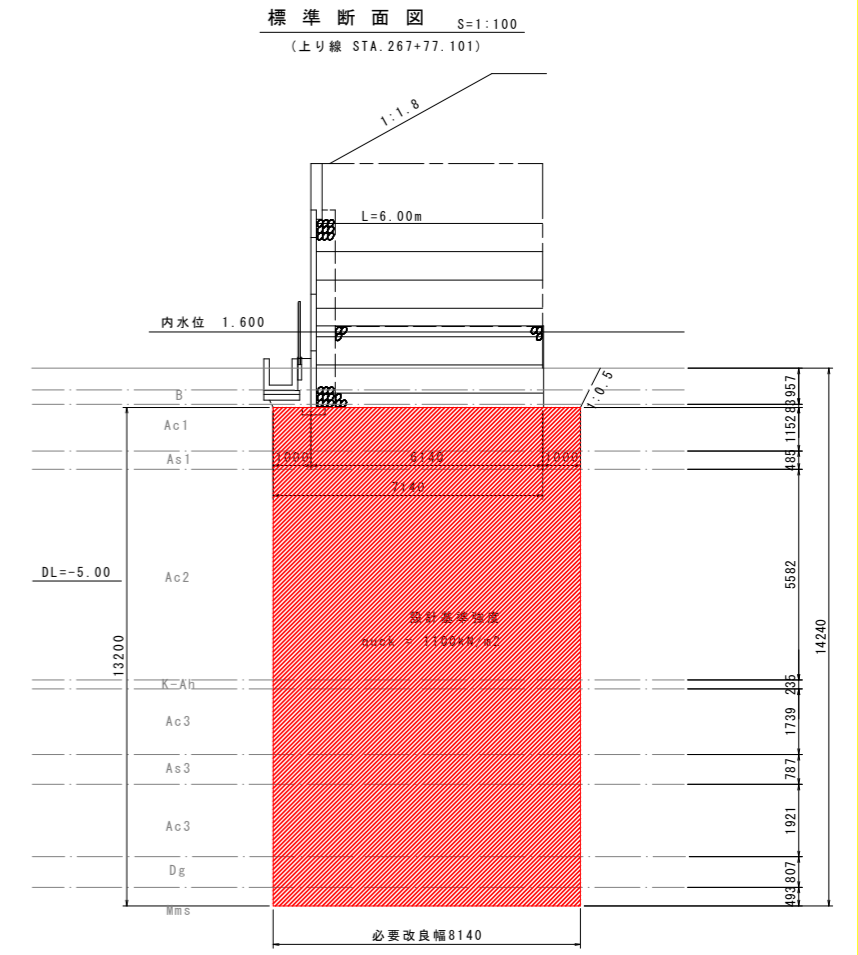 標準断面図 S=1:100
(上り線 STA.267+77.101)
1:1.8
L=6.00m
内水位 1.600
1:0.5
B
957
83
Ac1
1152
As1
485
1000 6140 1000
7140
DL=-5.00
Ac2
5582
設計基準強度
quck = 1100kN/m2
13200
14240
K-Ah
235
Ac3
1739
As3
787
Ac3
1921
Dg
807
493
Mms
必要改良幅8140